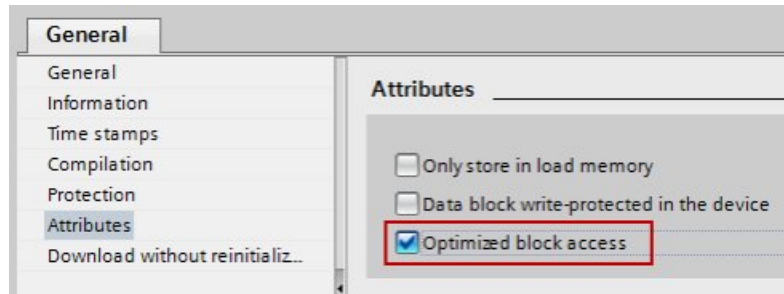 General
General
Information
Time stamps
Compilation
Protection
Attributes
Download without reinitializ...
Attributes
Only store in load memory
Data block write-protected in the device
Optimized block access